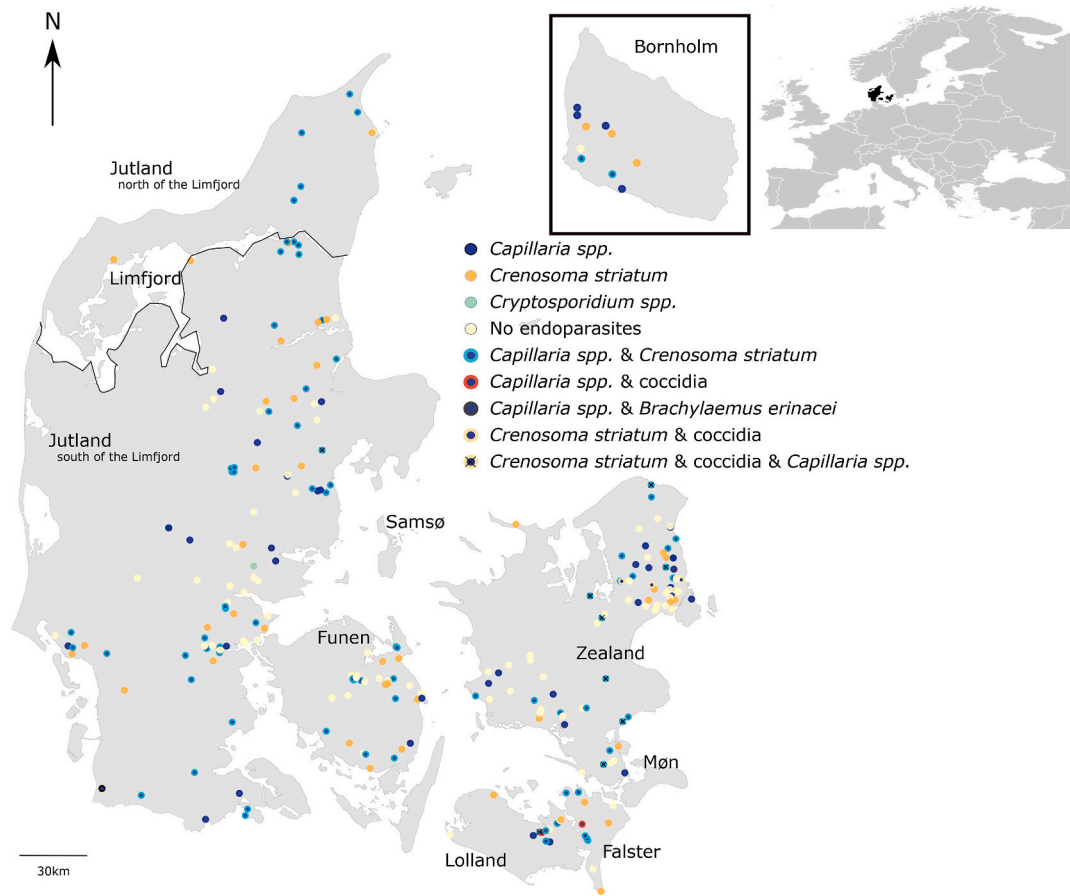 N
Bornholm
Jutland
north of the Limfjord
Limfjord
Capillaria spp.
Crenosoma striatum
Cryptosporidium spp.
No endoparasites
Capillaria spp. & Crenosoma striatum
Capillaria spp. & coccidia
Capillaria spp. & Brachylaemus erinacei
Crenosoma striatum & coccidia
Crenosoma striatum & coccidia & Capillaria spp.
Jutland
south of the Limfjord
Samsø
Funen
Zealand
Møn
Lolland
Falster
30km